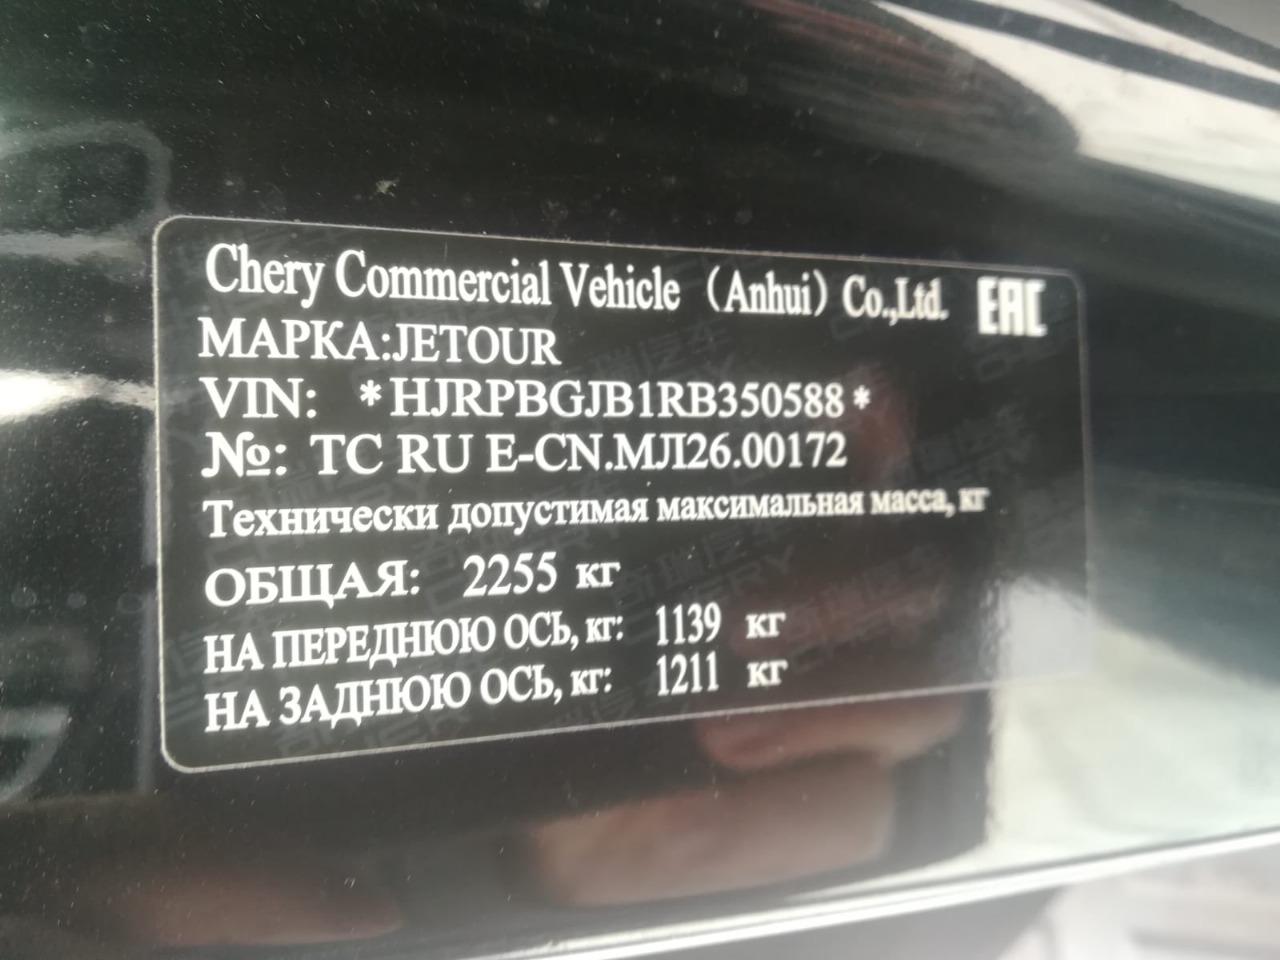 Chery Commercial Vehicle （Anhui）Co.,Ltd. EAC
МАРКА:JETOUR
VIN: *HJRPBGJB1RB350588*
№: TC RU E-CN.МЛ26.00172
Технически допустимая максимальная масса, кг
ОБЩАЯ: 2255 кг
НА ПЕРЕДНЮЮ ОСЬ, кг: 1139 кг
НА ЗАДНЮЮ ОСЬ, кг: 1211 кг